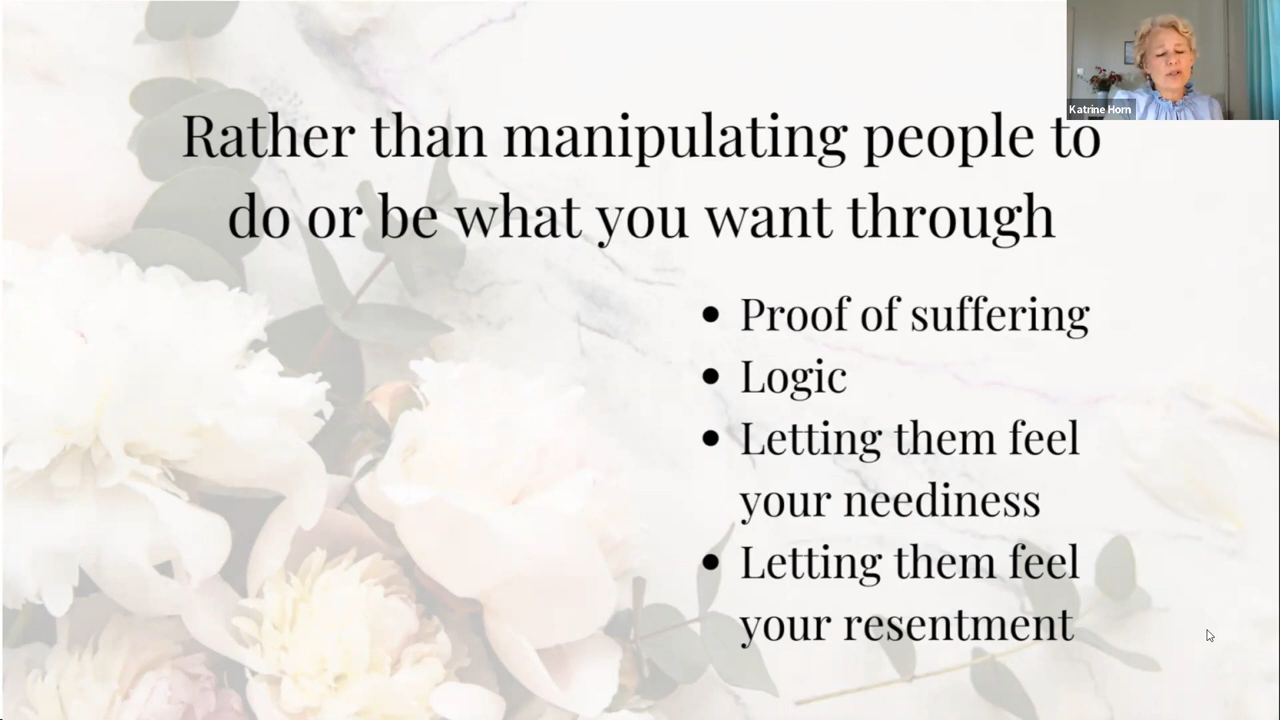 Katrine Horn
Rather than manipulating people to
do or be what you want through
• Proof of suffering
• Logic
• Letting them feel
your neediness
• Letting them feel
your resentment